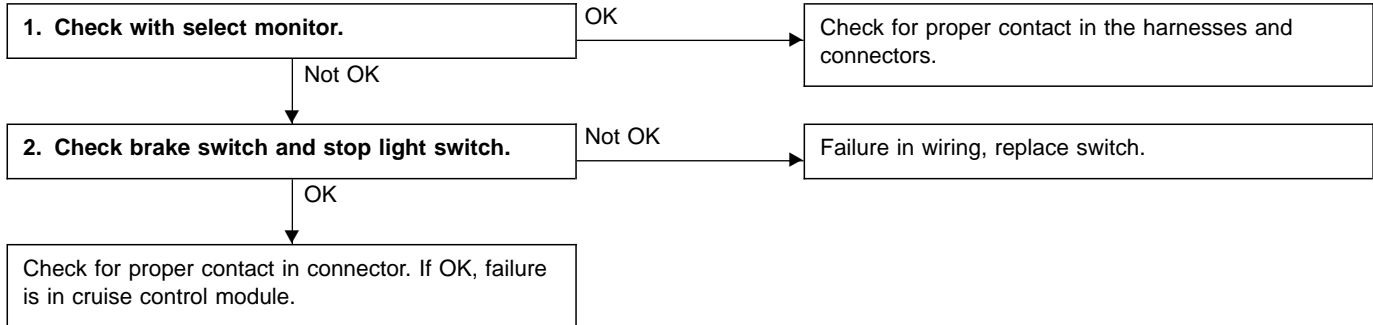 1. Check with select monitor.
OK
Check for proper contact in the harnesses and
connectors.
Not OK
2. Check brake switch and stop light switch.
Not OK
Failure in wiring, replace switch.
OK
Check for proper contact in connector. If OK, failure
is in cruise control module.